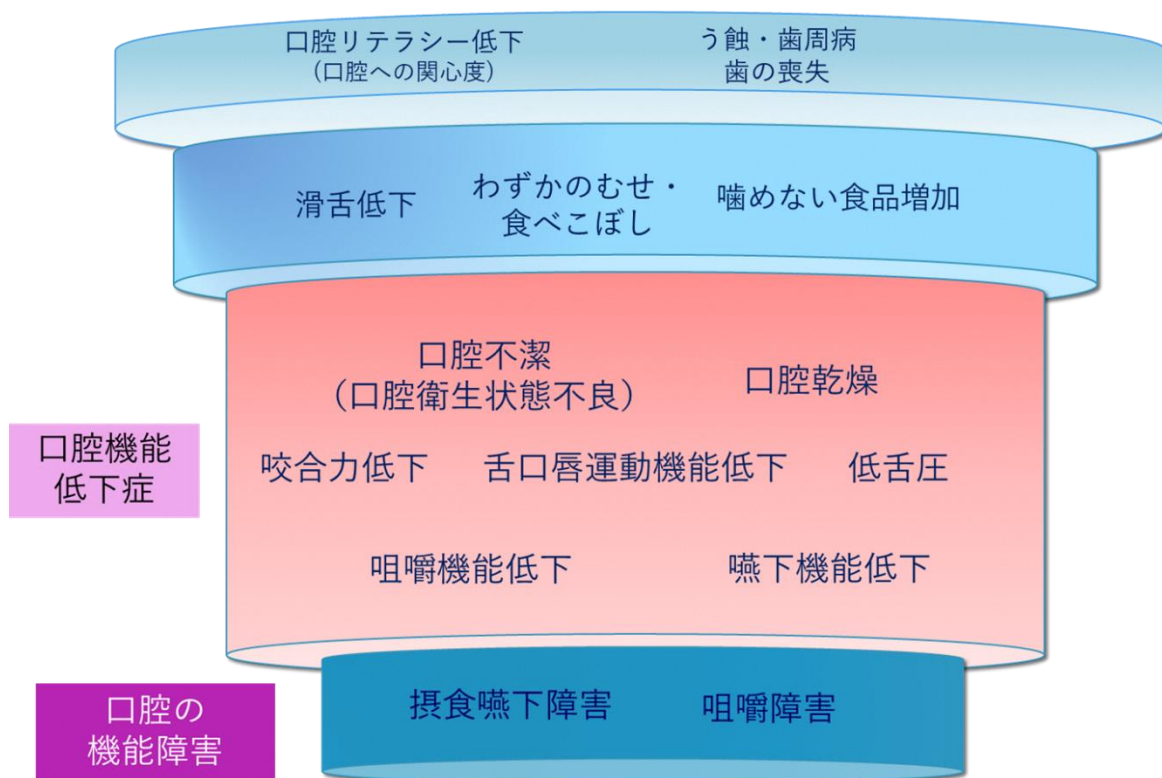 口腔リテラシー低下
（口腔への関心度）
う蝕・歯周病
歯の喪失
滑舌低下
わずかのむせ・
食べこぼし
噛めない食品増加
口腔不潔
（口腔衛生状態不良）
口腔乾燥
口腔機能
低下症
咬合力低下
舌口唇運動機能低下
低舌圧
咀嚼機能低下
嚥下機能低下
口腔の
機能障害
摂食嚥下障害
咀嚼障害